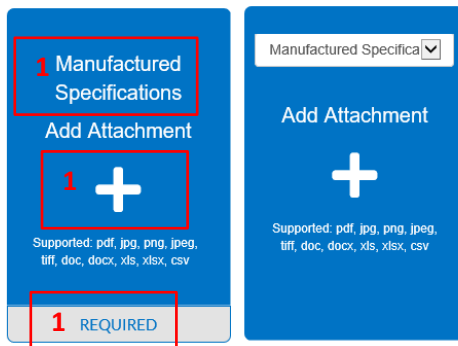 1 Manufactured
Specifications
Add Attachment
1
Supported: pdf, jpg, png, jpeg,
tiff, doc, docx, xls, xlsx, csv
1 REQUIRED
Manufactured Specifica
Add Attachment
Supported: pdf, jpg, png, jpeg,
tiff, doc, docx, xls, xlsx, csv